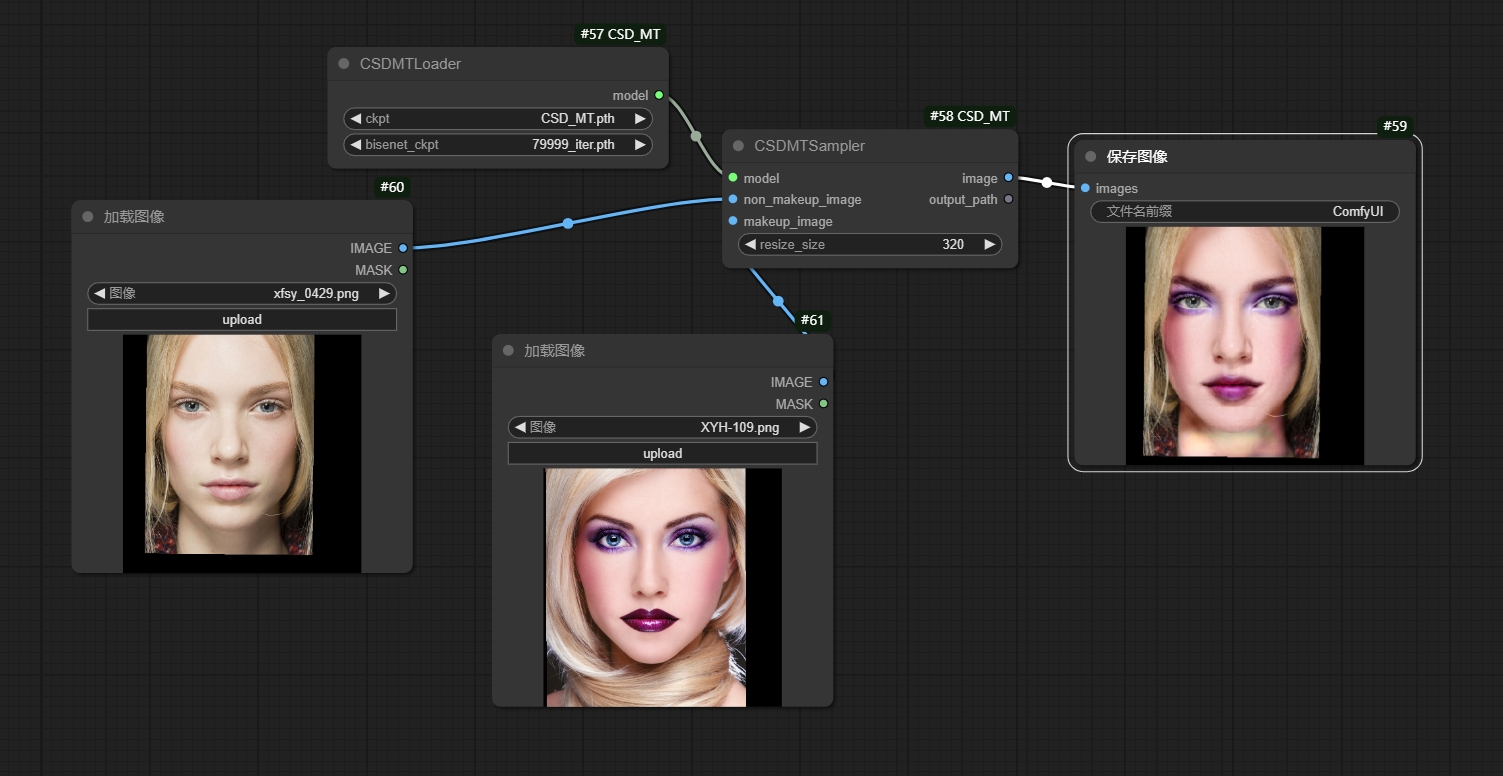 #57 CSD_MT
CSDMTLoader
model
ckpt CSD_MT.pth
bisenet_ckpt 79999_iter.pth
#58 CSD_MT
CSDMTSampler
model image
non_makeup_image output_path
makeup_image
resize_size 320
#59
保存图像
images
文件名前缀 ComfyUI
#60
加载图像
IMAGE
MASK
图像 xfsy_0429.png
upload
#61
加载图像
IMAGE
MASK
图像 XYH-109.png
upload